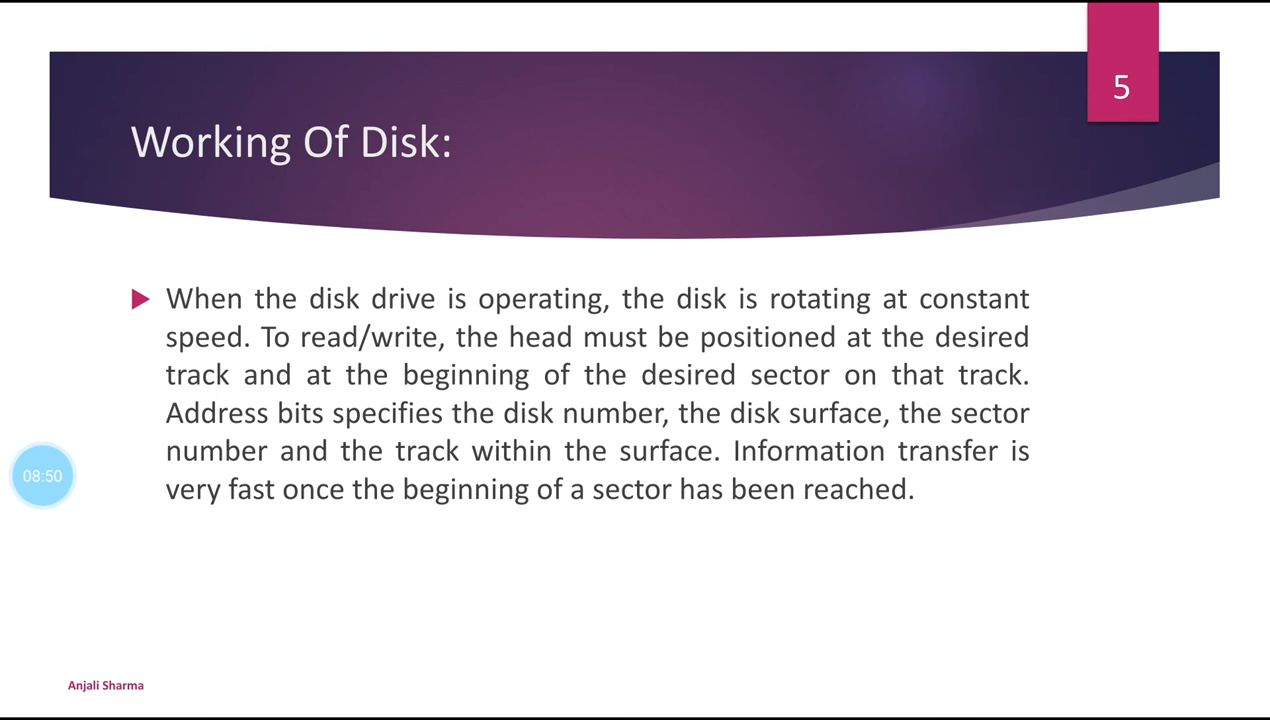 5
Working Of Disk:
When the disk drive is operating, the disk is rotating at constant
speed. To read/write, the head must be positioned at the desired
track and at the beginning of the desired sector on that track.
Address bits specifies the disk number, the disk surface, the sector
number and the track within the surface. Information transfer is
very fast once the beginning of a sector has been reached.
08:50
Anjali Sharma